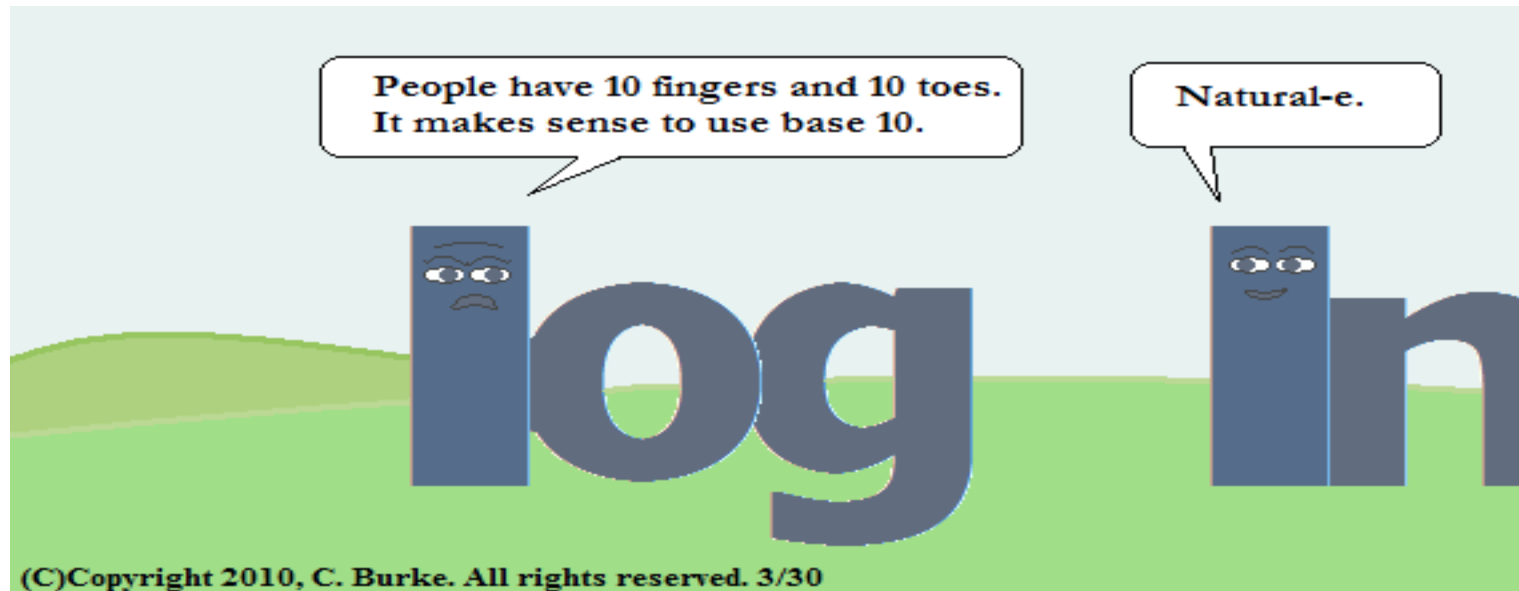 People have 10 fingers and 10 toes.
It makes sense to use base 10.
Natural-e.
log
ln
(C)Copyright 2010, C. Burke. All rights reserved. 3/30